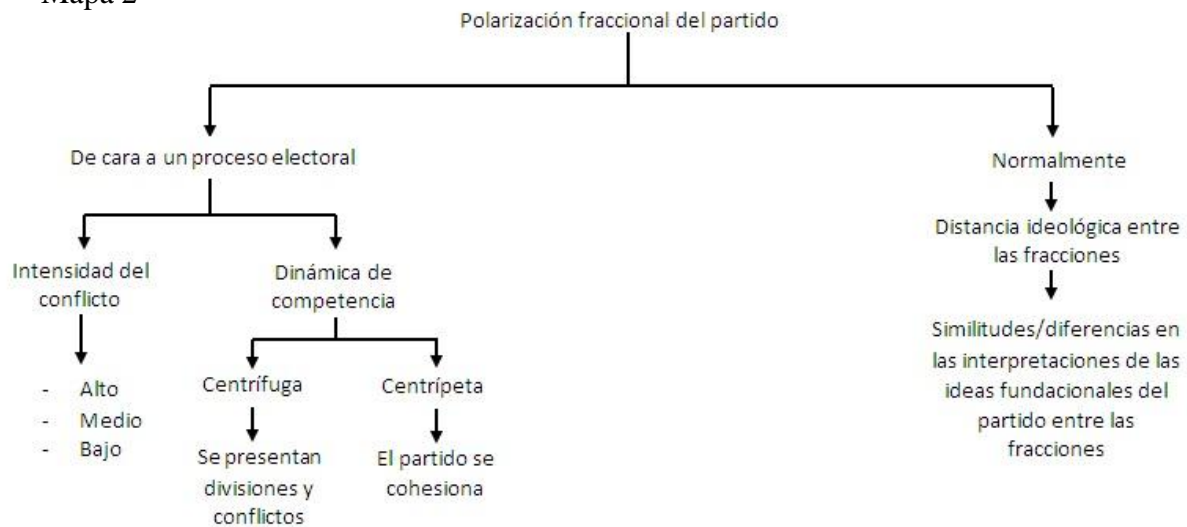 Mapa 2
Polarización fraccional del partido
De cara a un proceso electoral
Normalmente
Intensidad del
conflicto
Dinámica de
competencia
Distancia ideológica entre
las fracciones
- Alto
- Medio
- Bajo
Centrífuga
Centrípeta
Se presentan
divisiones y
conflictos
El partido se
cohesiona
Similitudes/diferencias en
las interpretaciones de las
ideas fundacionales del
partido entre las
fracciones